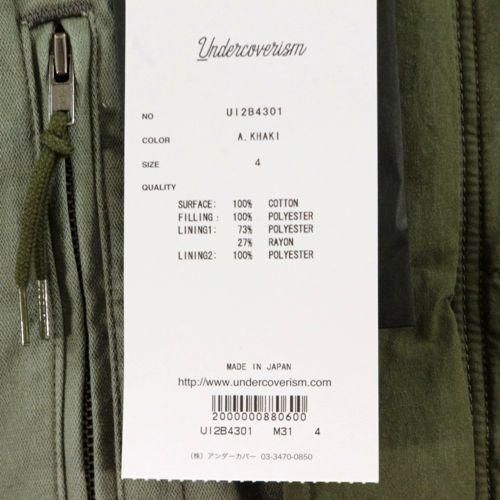 Undercoverism
NO UI2B4301
COLOR A.KHAKI
SIZE 4
QUALITY
SURFACE: 100% COTTON
FILLING: 100% POLYESTER
LINING1: 73% POLYESTER
27% RAYON
LINING2: 100% POLYESTER
MADE IN JAPAN
http://www.undercoverism.com
2000000880600
UI2B4301 M31 4
(株) アンダーカバー 03-3470-0850